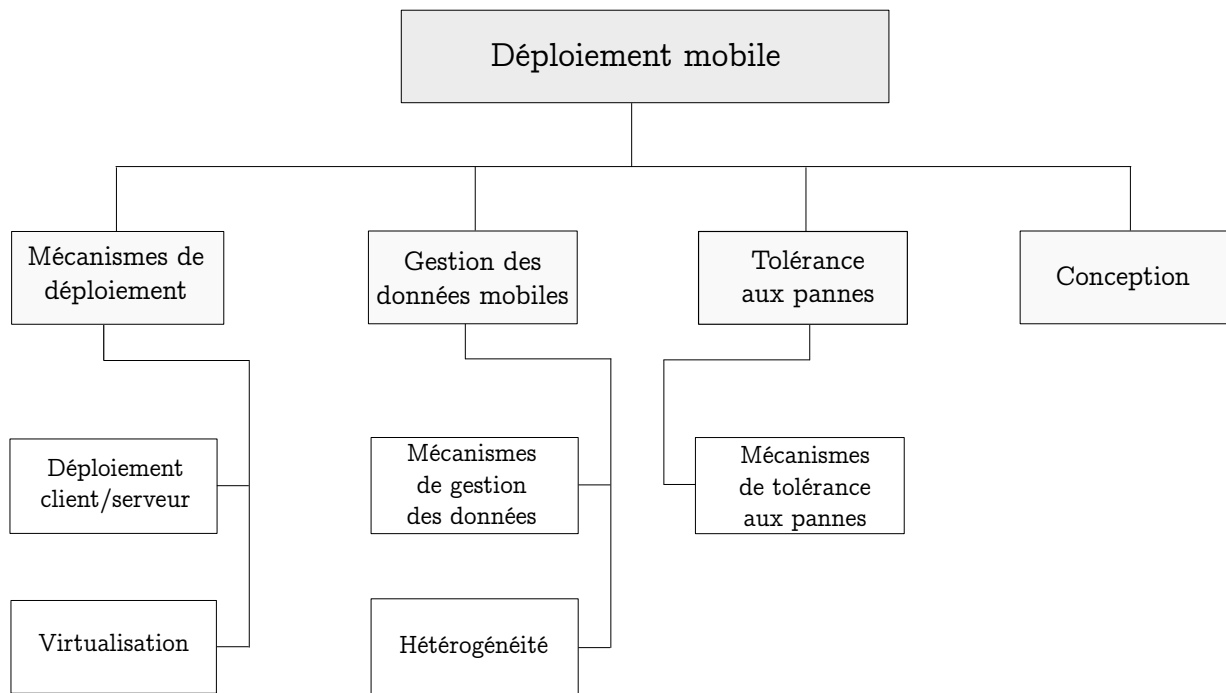 Déploiement mobile
Mécanismes de
déploiement
Gestion des
données mobiles
Tolérance
aux pannes
Conception
Déploiement
client/serveur
Mécanismes
de gestion
des données
Mécanismes
de tolérance
aux pannes
Virtualisation
Hétérogénéité